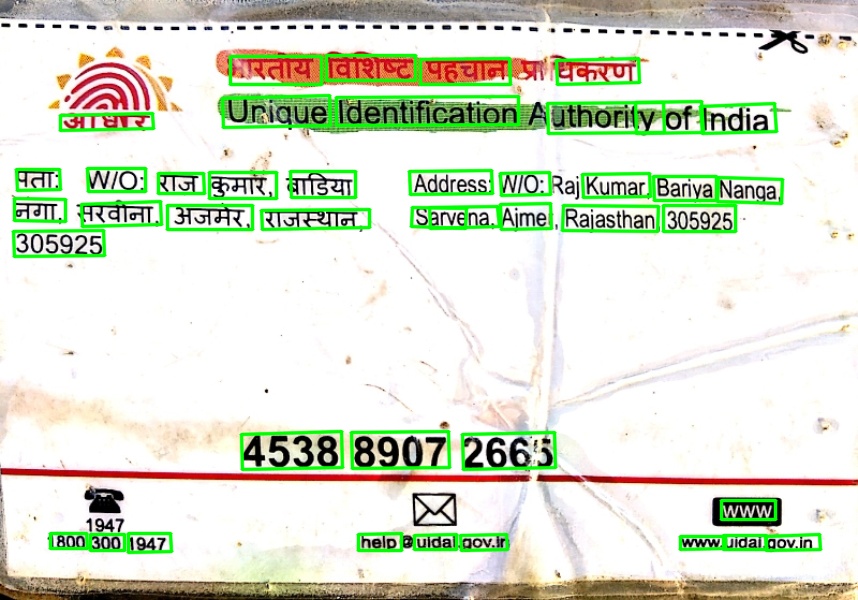 आधार
भारतीय विशिष्ट पहचान प्राधिकरण
Unique Identification Authority of India
पता: W/O: राज कुमार, बाडिया
नगा, सरवीना, अजमेर, राजस्थान,
305925
Address: W/O: Raj Kumar, Bariya Nanga,
Sarvena, Ajmer, Rajasthan 305925
4538 8907 2665
1947
1800 300 1947
help@uidai.gov.in
www
www.uidai.gov.in